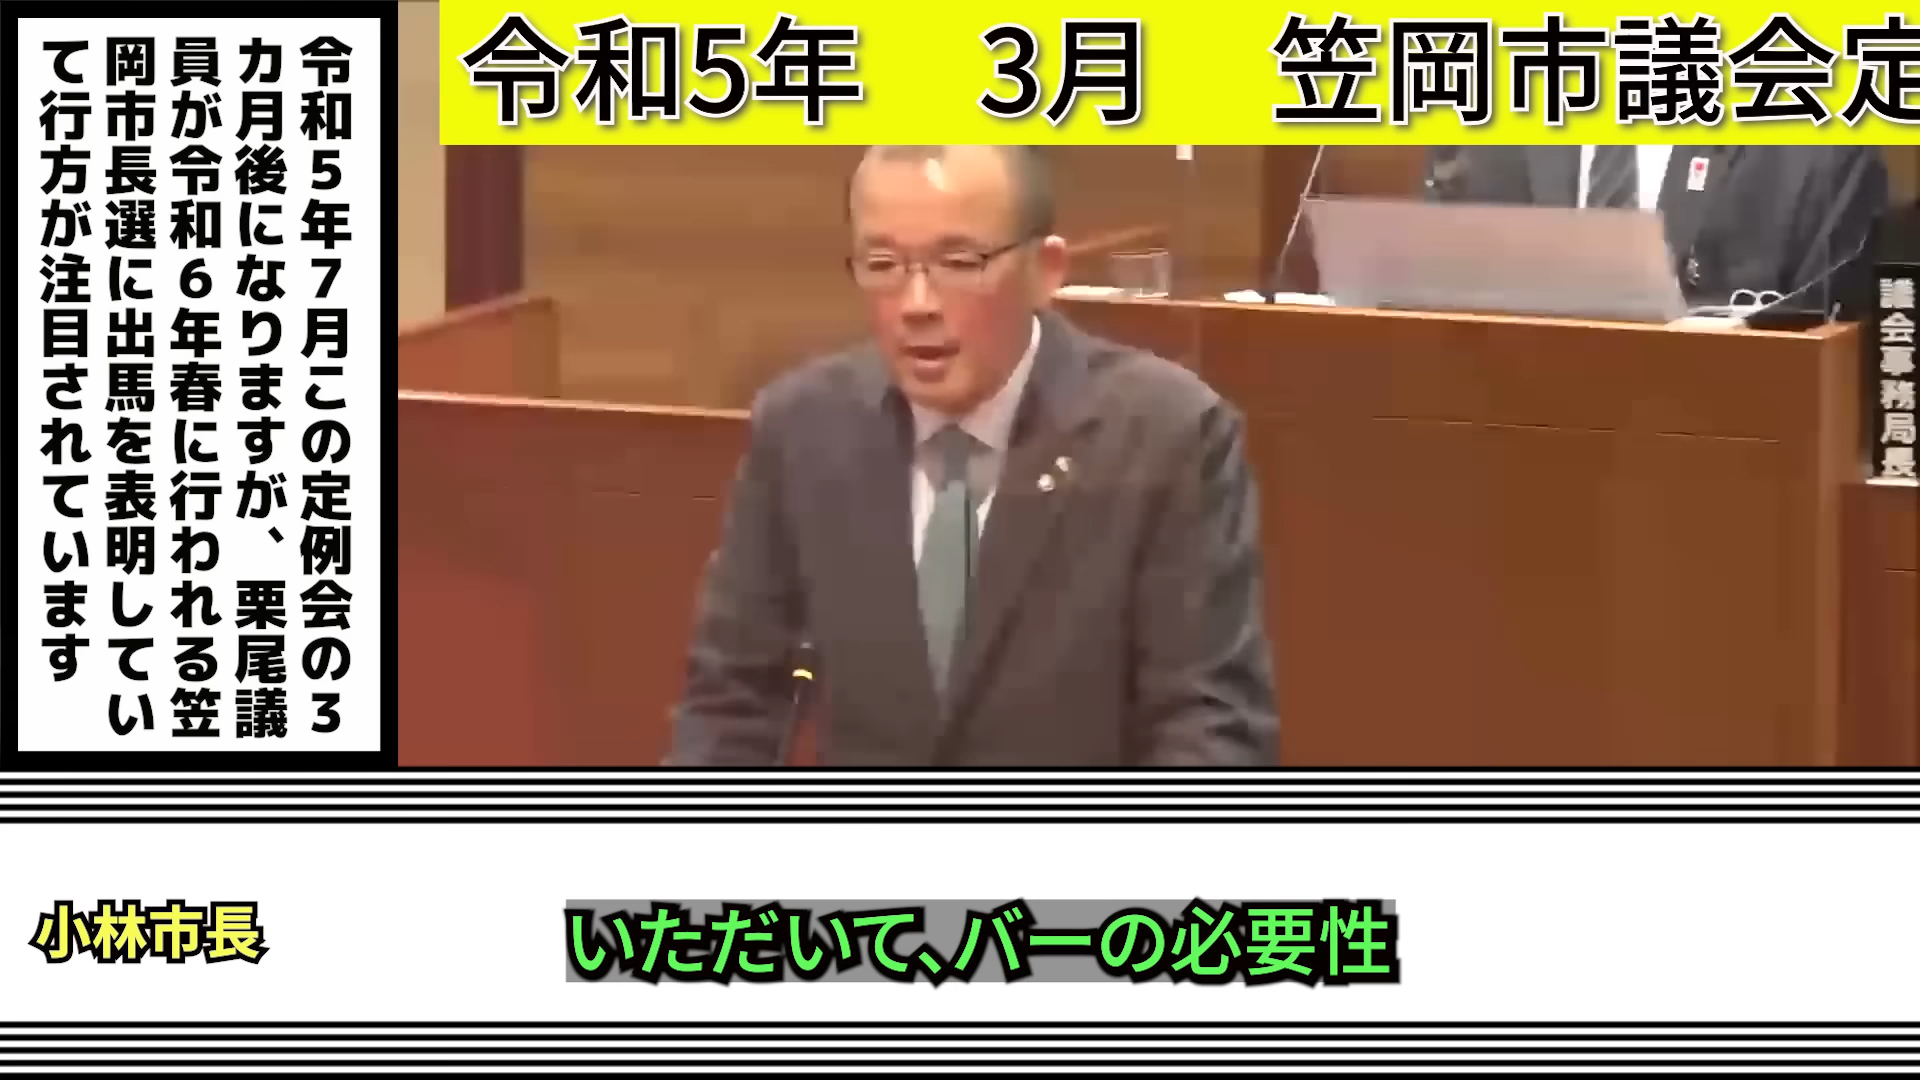 令和5年　3月　笠岡市議会定
令和５年７月この定例会の３
カ月後になりますが、栗尾議
員が令和６年春に行われる笠
岡市長選に出馬を表明してい
て行方が注目されています
議会事務局長
小林市長
いただいて、バーの必要性